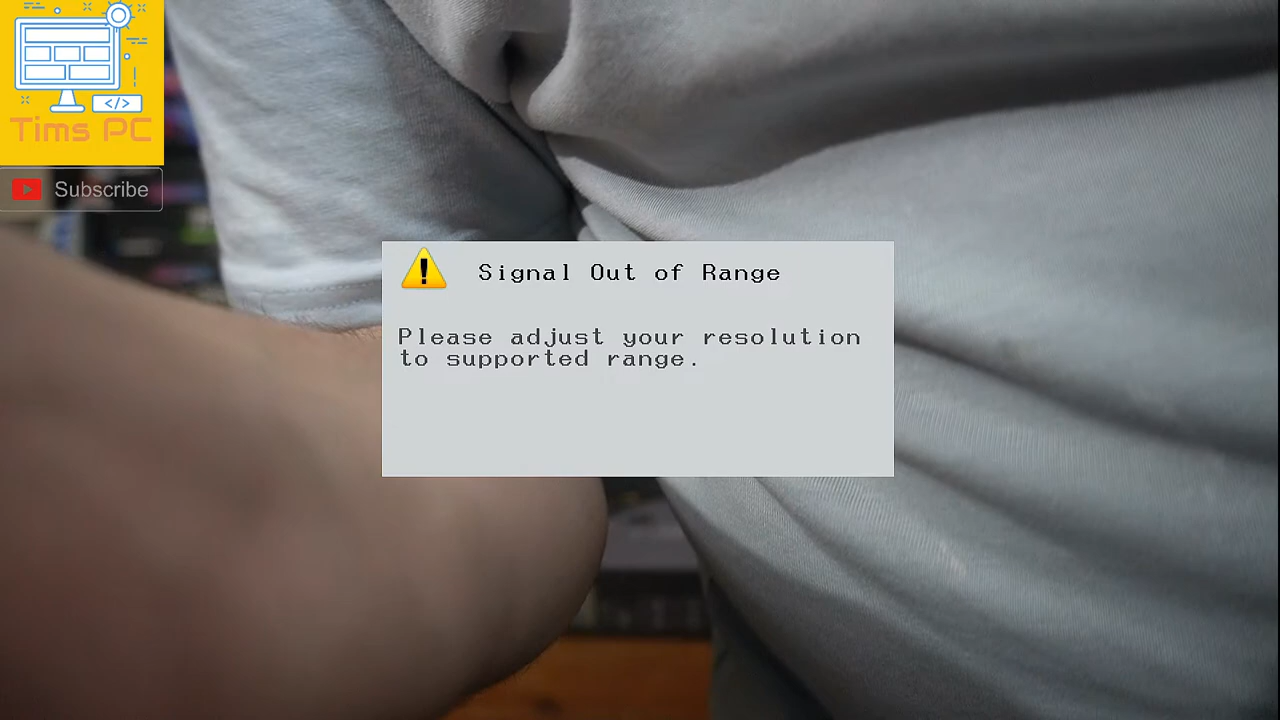 </>
Tims PC
Subscribe
! Signal Out of Range
Please adjust your resolution
to supported range.